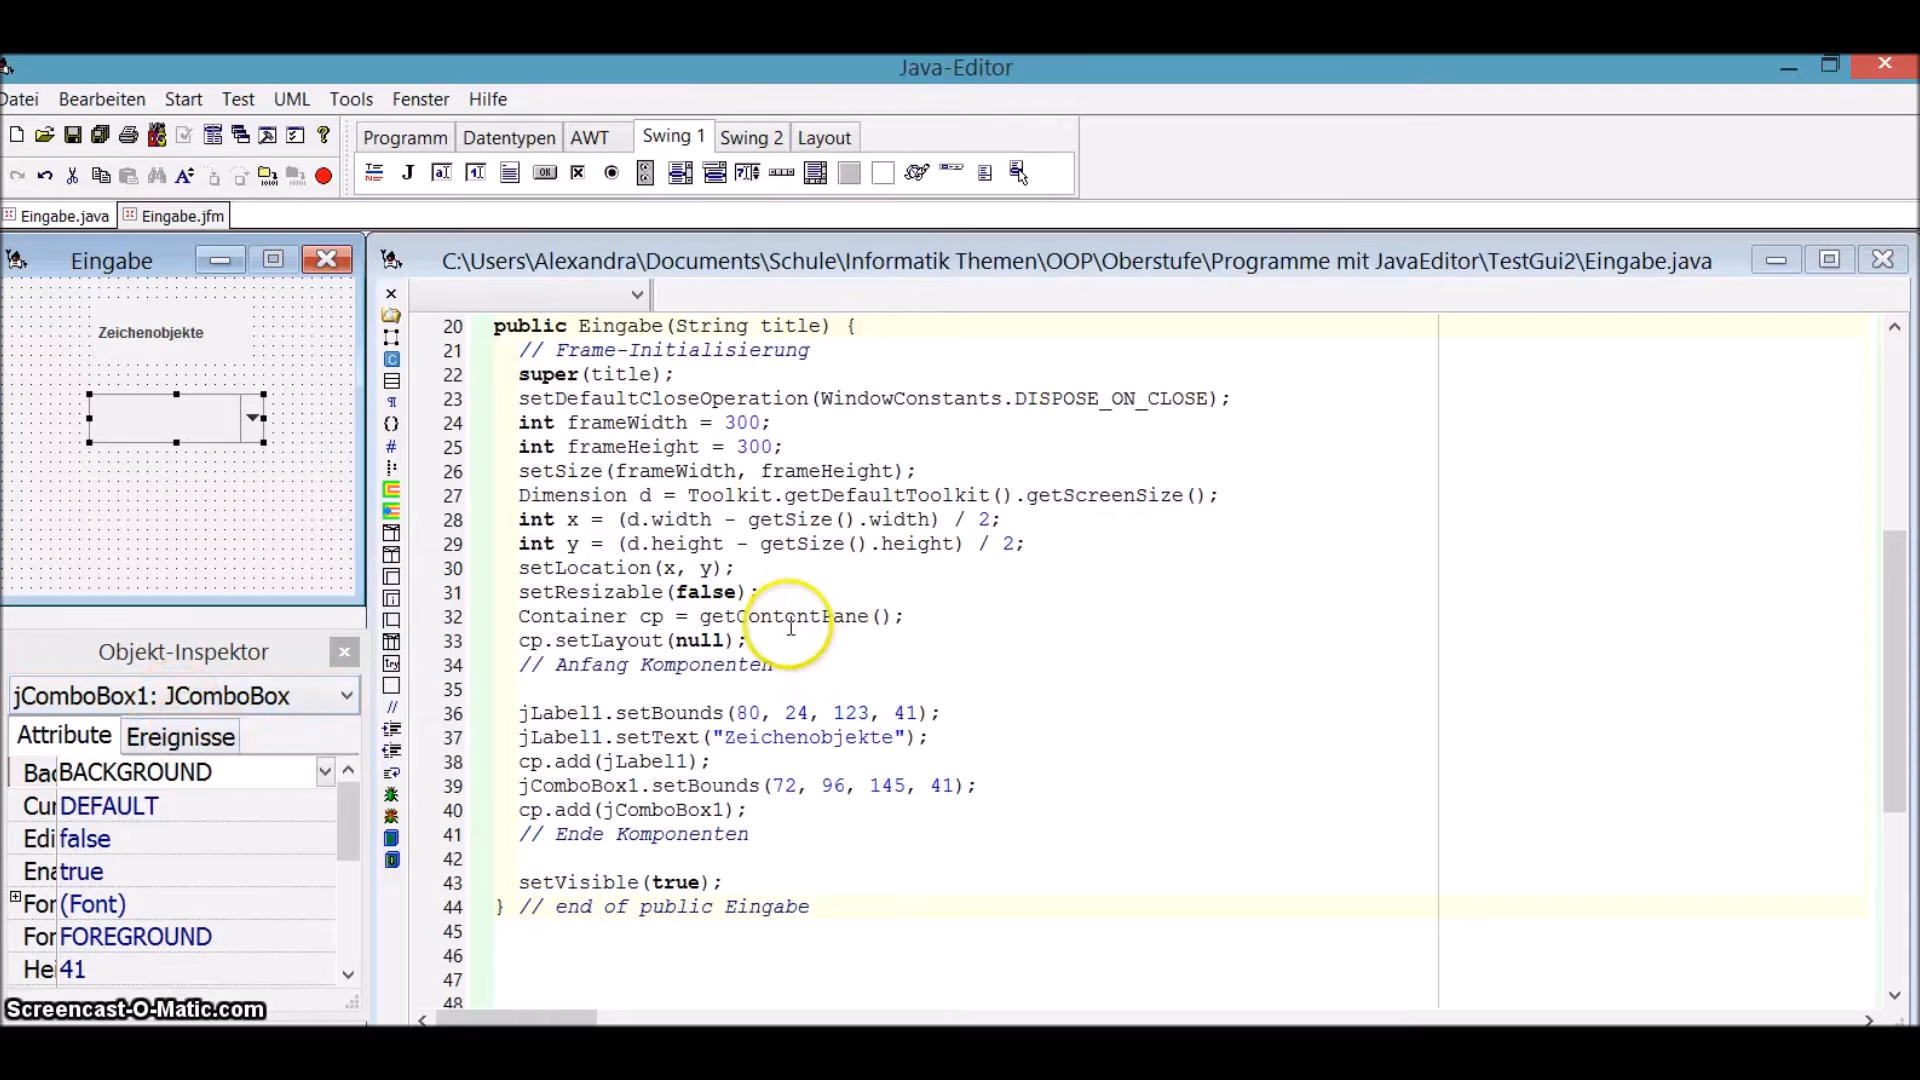 Java-Editor
Datei Bearbeiten Start Test UML Tools Fenster Hilfe
Programm Datentypen AWT Swing 1 Swing 2 Layout
Eingabe.java Eingabe.jfm
Eingabe
Zeichenobjekte
C:\Users\Alexandra\Documents\Schule\Informatik Themen\OOP\Oberstufe\Programme mit JavaEditor\TestGui2\Eingabe.java
20 public Eingabe(String title) {
21 // Frame-Initialisierung
22 super(title);
23 setDefaultCloseOperation(WindowConstants.DISPOSE_ON_CLOSE);
24 int frameWidth = 300;
25 int frameHeight = 300;
26 setSize(frameWidth, frameHeight);
27 Dimension d = Toolkit.getDefaultToolkit().getScreenSize();
28 int x = (d.width - getSize().width) / 2;
29 int y = (d.height - getSize().height) / 2;
30 setLocation(x, y);
31 setResizable(false);
32 Container cp = getContentPane();
33 cp.setLayout(null);
34 // Anfang Komponenten
35
36 jLabel1.setBounds(80, 24, 123, 41);
37 jLabel1.setText("Zeichenobjekte");
38 cp.add(jLabel1);
39 jComboBox1.setBounds(72, 96, 145, 41);
40 cp.add(jComboBox1);
41 // Ende Komponenten
42
43 setVisible(true);
44 } // end of public Eingabe
45
46
47
48
Objekt-Inspektor
jComboBox1: JComboBox
Attribute Ereignisse
Bac BACKGROUND
Cur DEFAULT
Edi false
Ena true
For (Font)
For FOREGROUND
Hei 41
Screencast-O-Matic.com